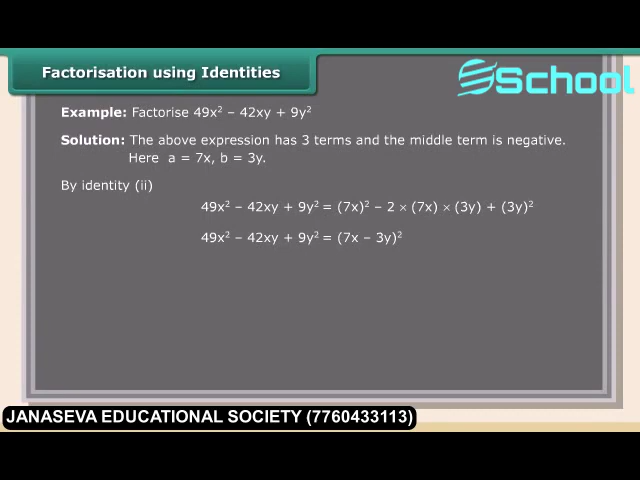 Factorisation using Identities
School
Example: Factorise 49x² – 42xy + 9y²
Solution: The above expression has 3 terms and the middle term is negative.
Here a = 7x, b = 3y.
By identity (ii)
49x² – 42xy + 9y² = (7x)² – 2 × (7x) × (3y) + (3y)²
49x² – 42xy + 9y² = (7x – 3y)²
JANASEVA EDUCATIONAL SOCIETY (7760433113)